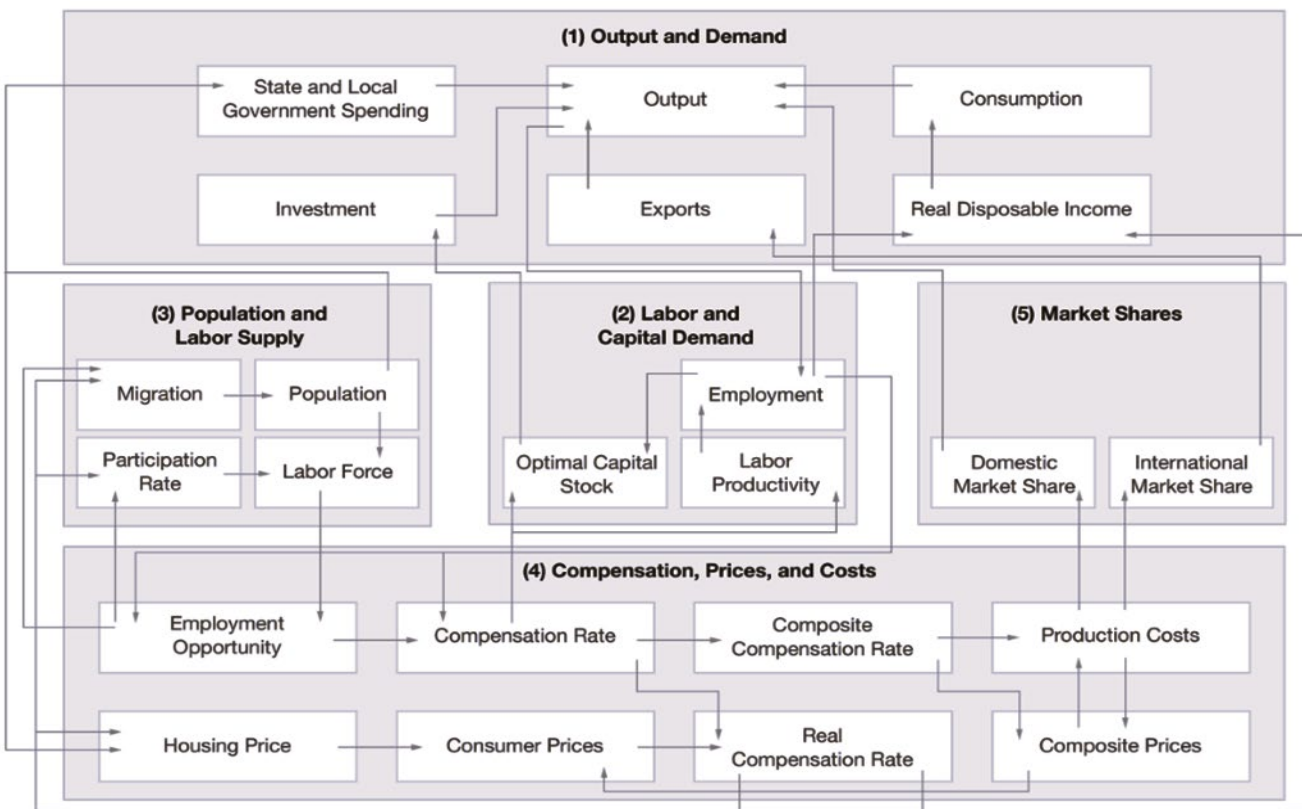 (1) Output and Demand
State and Local
Government Spending
Output
Consumption
Investment
Exports
Real Disposable Income
(3) Population and
Labor Supply
Migration
Population
Participation
Rate
Labor Force
(2) Labor and
Capital Demand
Employment
Optimal Capital
Stock
Labor
Productivity
(5) Market Shares
Domestic
Market Share
International
Market Share
(4) Compensation, Prices, and Costs
Employment
Opportunity
Compensation Rate
Composite
Compensation Rate
Production Costs
Housing Price
Consumer Prices
Real
Compensation Rate
Composite Prices